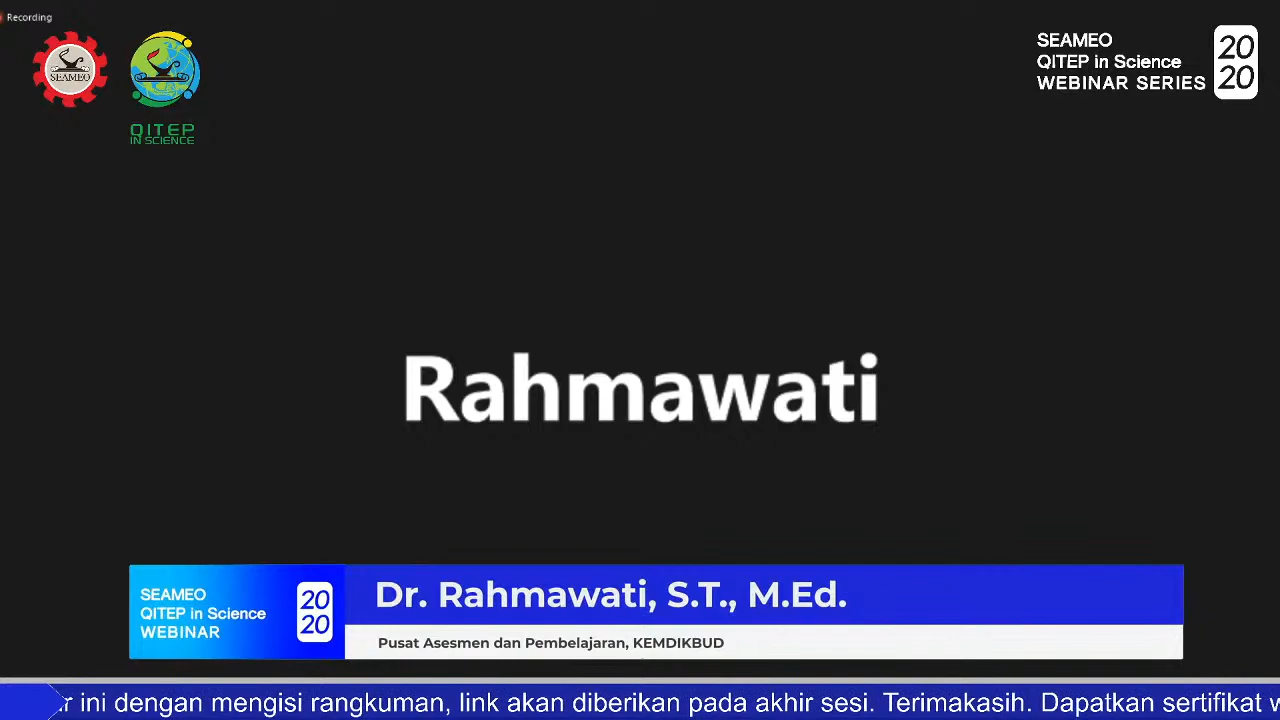 Recording
SEAMEO
QITEP
IN SCIENCE
SEAMEO
QITEP in Science
WEBINAR SERIES
20
20
Rahmawati
SEAMEO
QITEP in Science
WEBINAR
20
20
Dr. Rahmawati, S.T., M.Ed.
Pusat Asesmen dan Pembelajaran, KEMDIKBUD
ini dengan mengisi rangkuman, link akan diberikan pada akhir sesi. Terimakasih. Dapatkan sertifikat